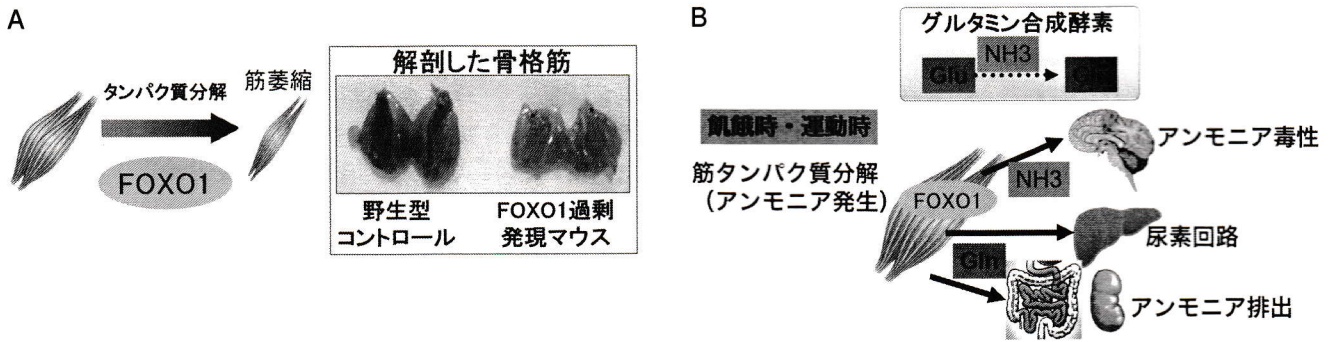 A
タンパク質分解
筋萎縮
FOXO1
解剖した骨格筋
野生型
コントロール
FOXO1過剰
発現マウス
B
グルタミン合成酵素
NH3
Glu
飢餓時・運動時
筋タンパク質分解
(アンモニア発生)
FOXO1
NH3
アンモニア毒性
尿素回路
Gln
アンモニア排出